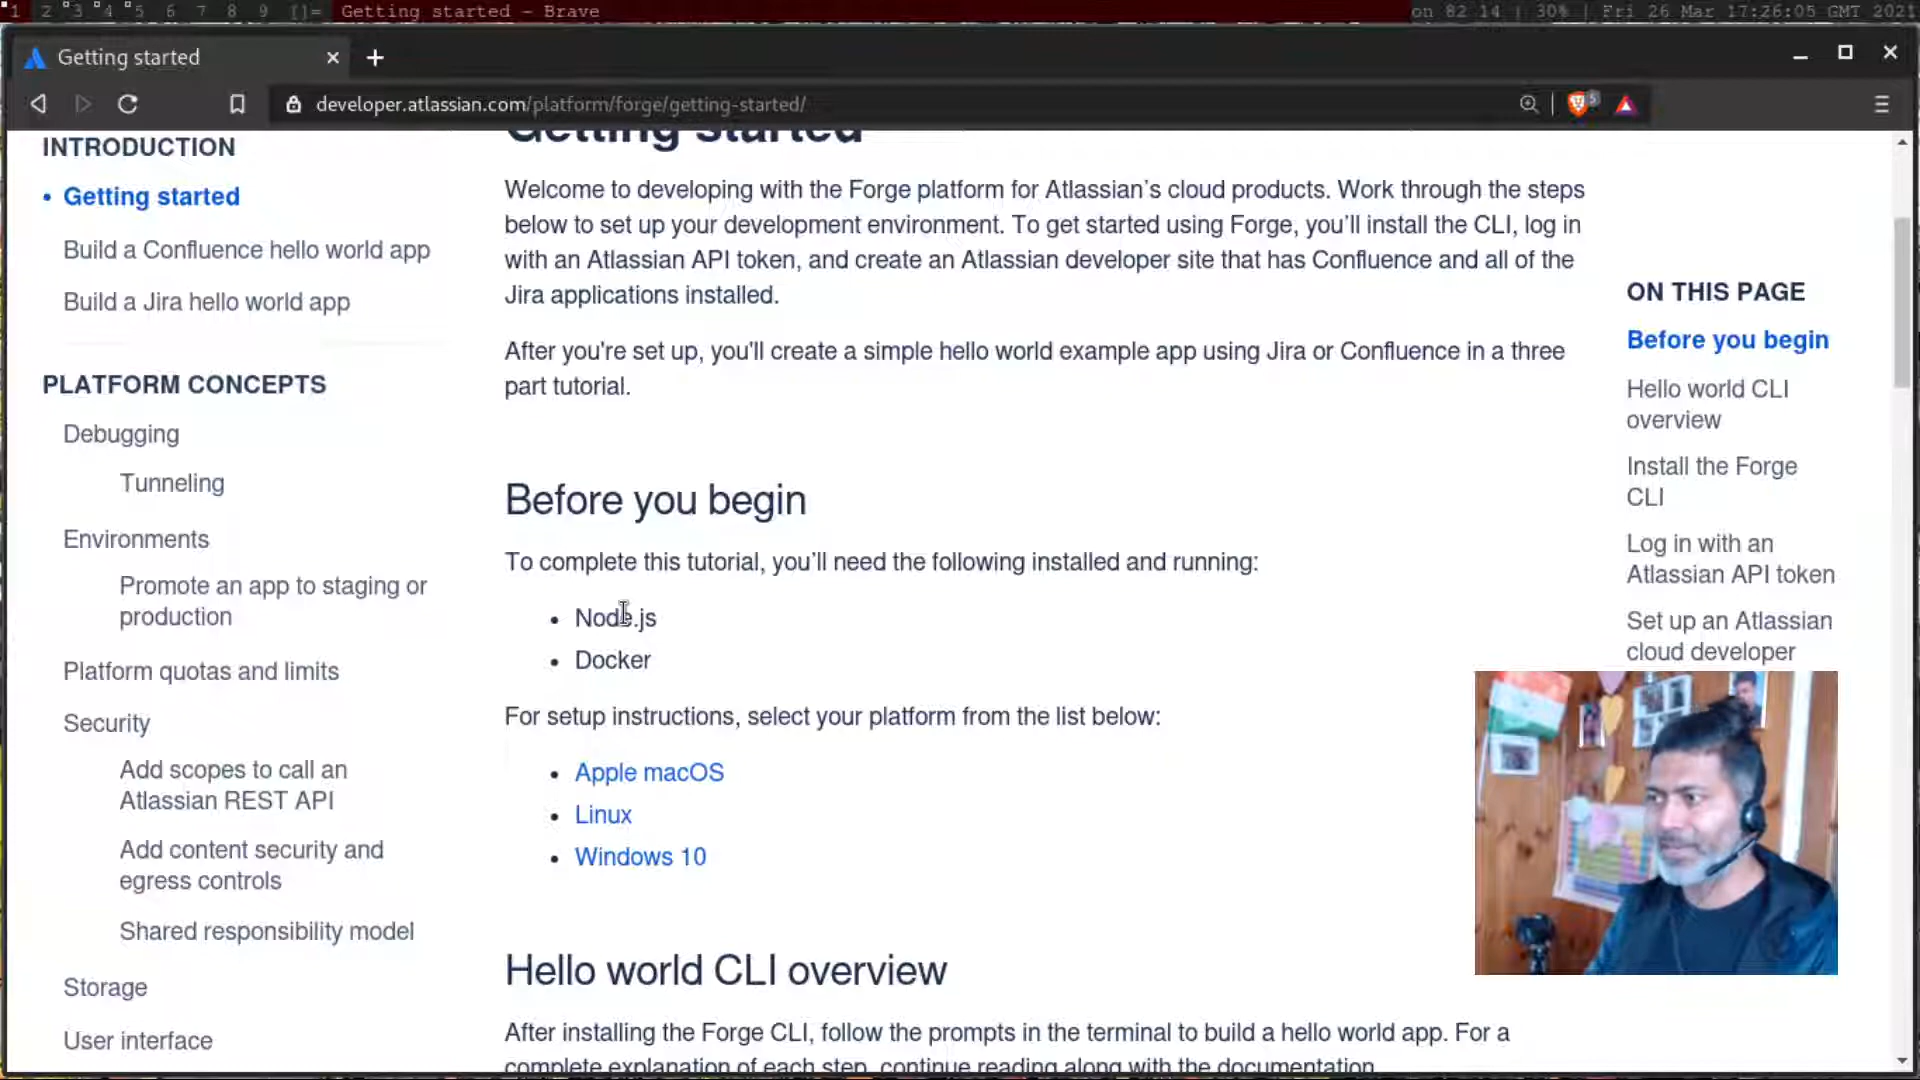 1 2 3 4 5 6 7 8 9 []= Getting started - Brave on 82 14 | 30% | Fri 26 Mar 17:26:05 GMT 2021
Getting started
developer.atlassian.com/platform/forge/getting-started/
5
INTRODUCTION
Getting started
Build a Confluence hello world app
Build a Jira hello world app
PLATFORM CONCEPTS
Debugging
Tunneling
Environments
Promote an app to staging or
production
Platform quotas and limits
Security
Add scopes to call an
Atlassian REST API
Add content security and
egress controls
Shared responsibility model
Storage
User interface
Getting started
Welcome to developing with the Forge platform for Atlassian’s cloud products. Work through the steps
below to set up your development environment. To get started using Forge, you’ll install the CLI, log in
with an Atlassian API token, and create an Atlassian developer site that has Confluence and all of the
Jira applications installed.
After you're set up, you'll create a simple hello world example app using Jira or Confluence in a three
part tutorial.
Before you begin
To complete this tutorial, you’ll need the following installed and running:
• Node.js
• Docker
For setup instructions, select your platform from the list below:
• Apple macOS
• Linux
• Windows 10
Hello world CLI overview
After installing the Forge CLI, follow the prompts in the terminal to build a hello world app. For a
complete explanation of each step, continue reading along with the documentation.
ON THIS PAGE
Before you begin
Hello world CLI
overview
Install the Forge
CLI
Log in with an
Atlassian API token
Set up an Atlassian
cloud developer